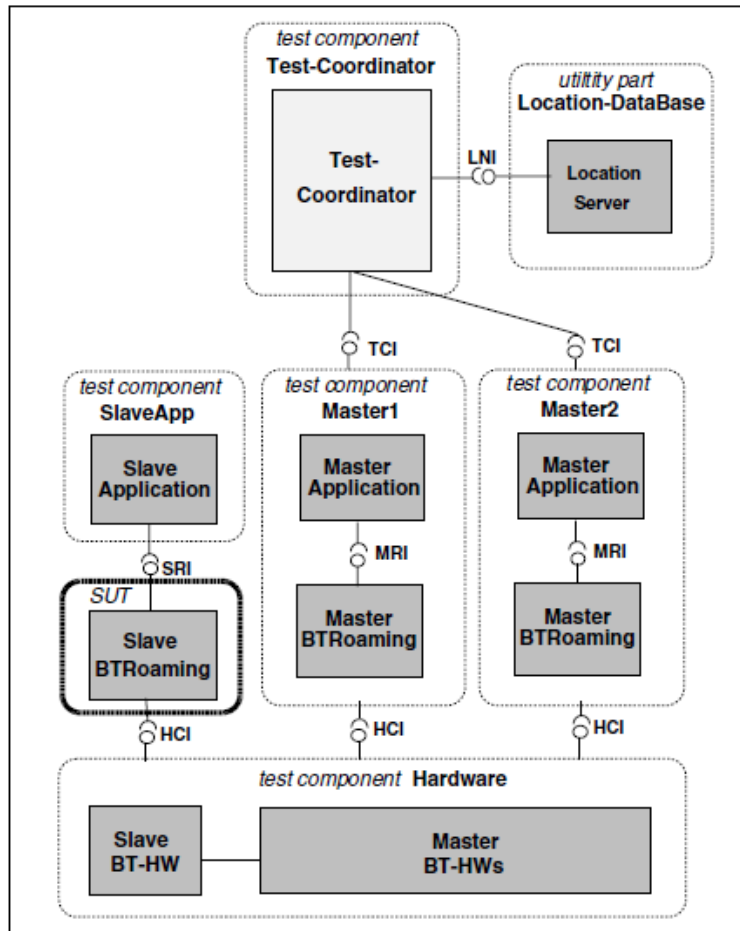 test component
Test-Coordinator
utiltity part
Location-DataBase
Test-
Coordinator
LNI
Location
Server
TCI
TCI
test component
SlaveApp
test component
Master1
test component
Master2
Slave
Application
Master
Application
Master
Application
SRI
MRI
MRI
SUT
Slave
BTRoaming
Master
BTRoaming
Master
BTRoaming
HCI
HCI
HCI
test component Hardware
Slave
BT-HW
Master
BT-HWs